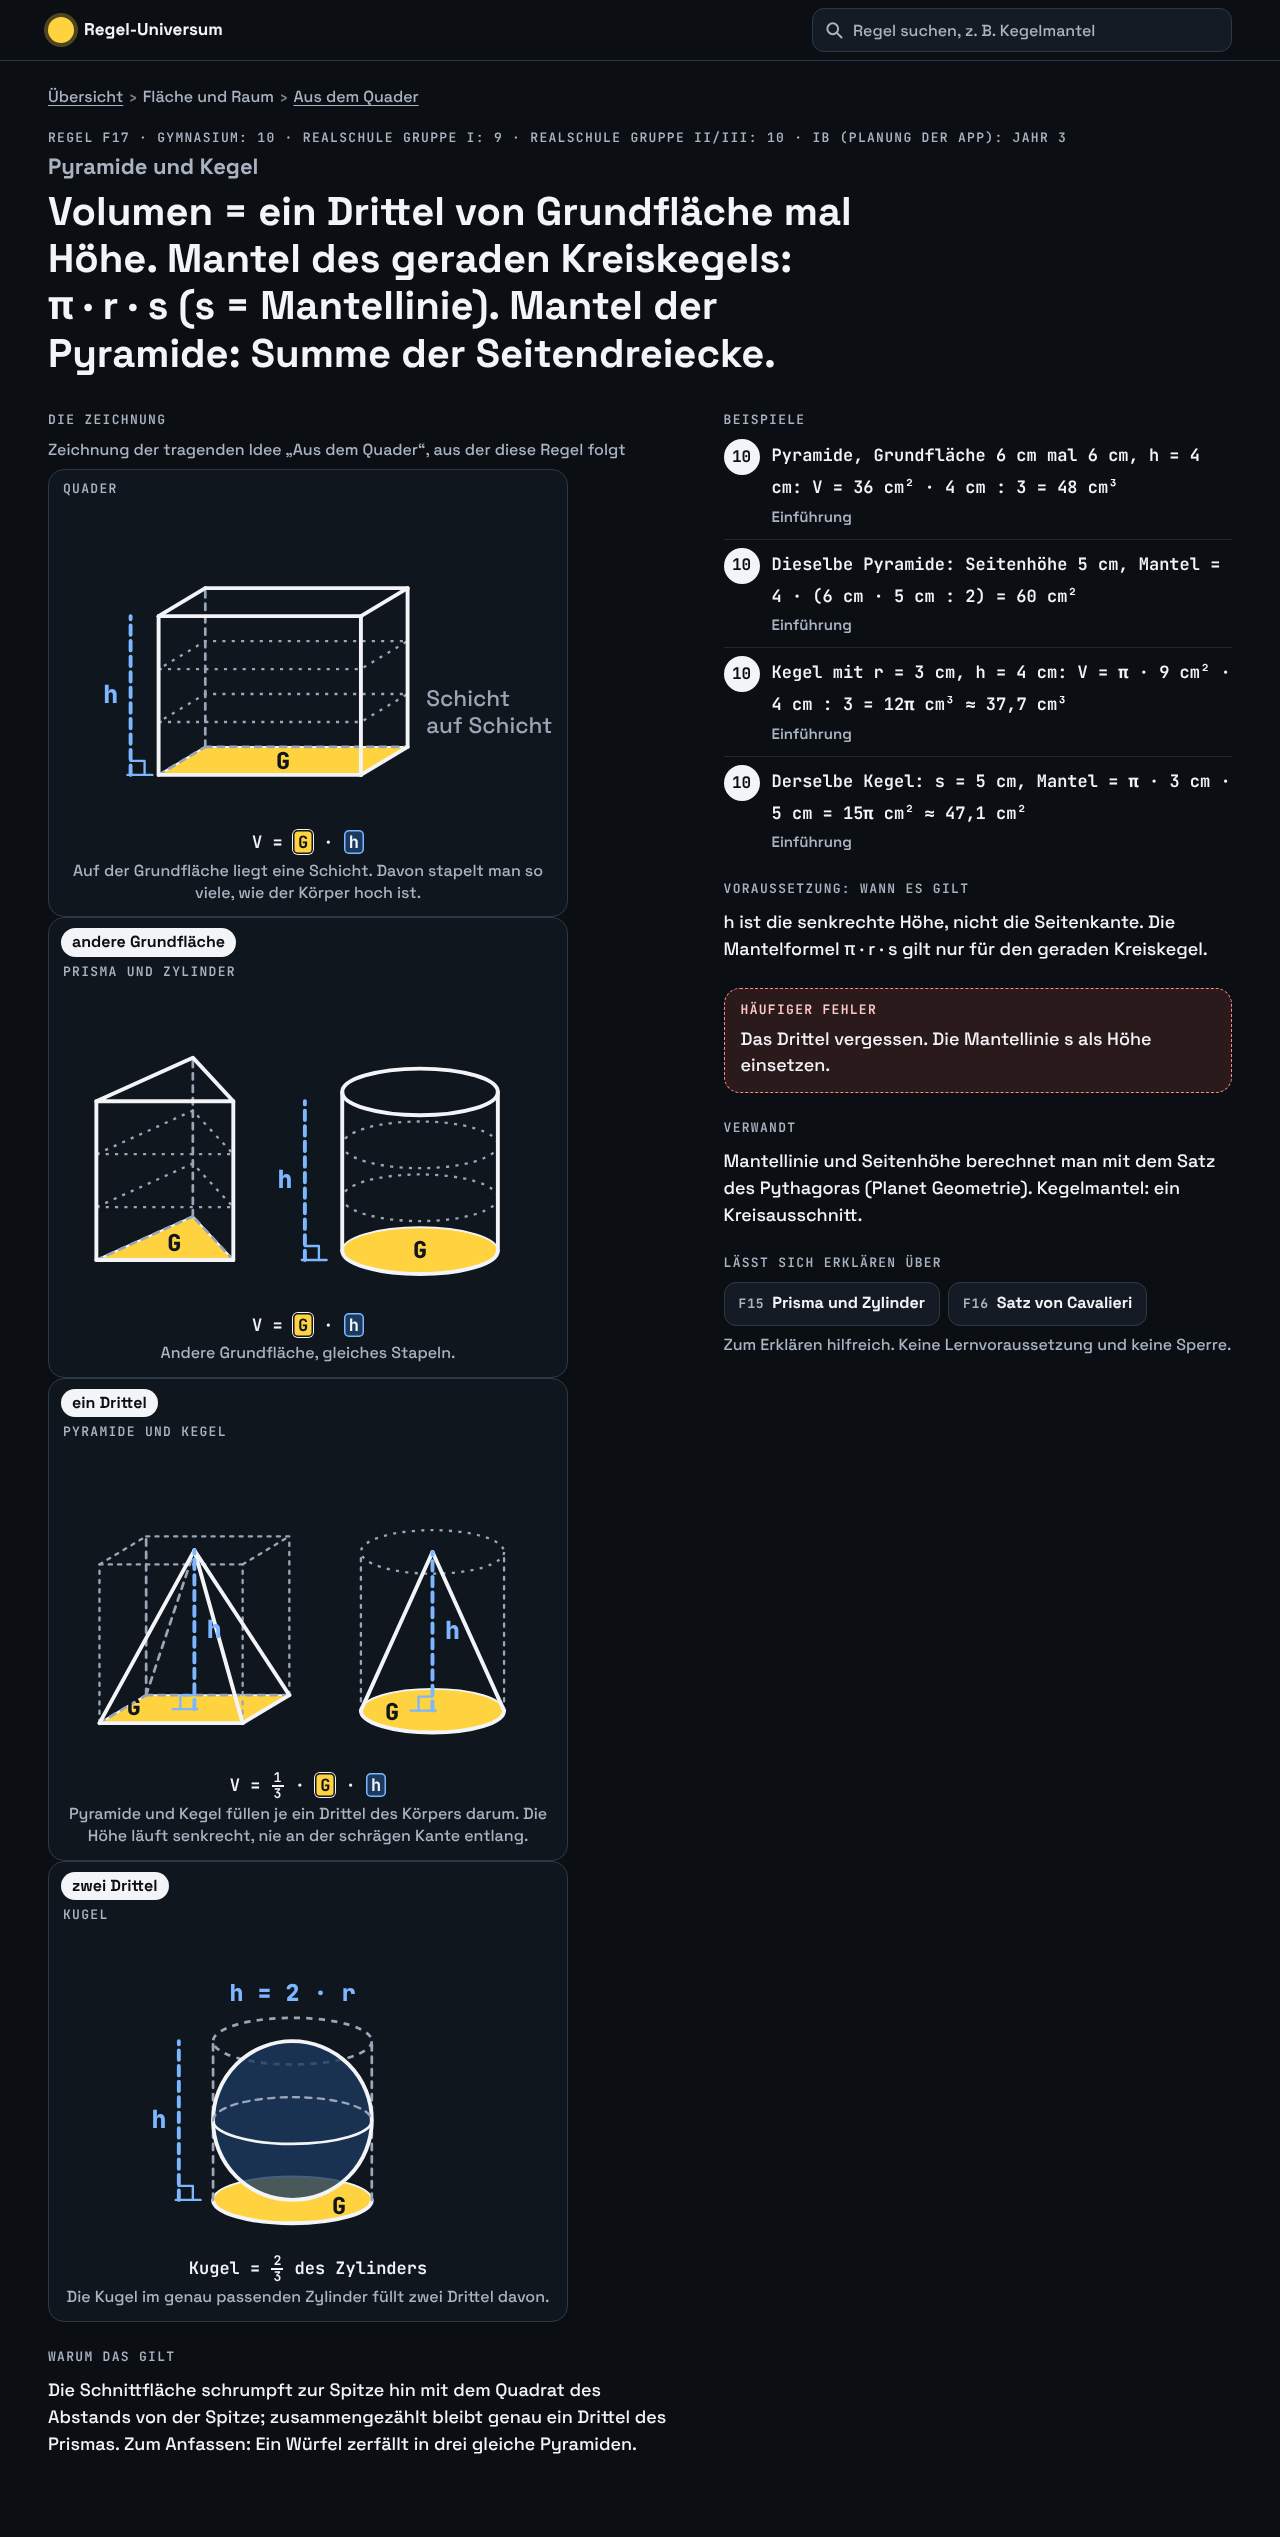 Regel-Universum
Regel suchen, z. B. Kegelmantel
Übersicht > Fläche und Raum > Aus dem Quader
REGEL F17 · GYMNASIUM: 10 · REALSCHULE GRUPPE I: 9 · REALSCHULE GRUPPE II/III: 10 · IB (PLANUNG DER APP): JAHR 3
Pyramide und Kegel
Volumen = ein Drittel von Grundfläche mal
Höhe. Mantel des geraden Kreiskegels:
π · r · s (s = Mantellinie). Mantel der
Pyramide: Summe der Seitendreiecke.
DIE ZEICHNUNG
Zeichnung der tragenden Idee „Aus dem Quader“, aus der diese Regel folgt
QUADER
h
Schicht
auf Schicht
G
V = G · h
Auf der Grundfläche liegt eine Schicht. Davon stapelt man so
viele, wie der Körper hoch ist.
andere Grundfläche
PRISMA UND ZYLINDER
h
G
G
V = G · h
Andere Grundfläche, gleiches Stapeln.
ein Drittel
PYRAMIDE UND KEGEL
h
h
G
G
V = 1/3 · G · h
Pyramide und Kegel füllen je ein Drittel des Körpers darum. Die
Höhe läuft senkrecht, nie an der schrägen Kante entlang.
zwei Drittel
KUGEL
h = 2 · r
h
G
Kugel = 2/3 des Zylinders
Die Kugel im genau passenden Zylinder füllt zwei Drittel davon.
WARUM DAS GILT
Die Schnittfläche schrumpft zur Spitze hin mit dem Quadrat des
Abstands von der Spitze; zusammengezählt bleibt genau ein Drittel des
Prismas. Zum Anfassen: Ein Würfel zerfällt in drei gleiche Pyramiden.
BEISPIELE
10 Pyramide, Grundfläche 6 cm mal 6 cm, h = 4
cm: V = 36 cm² · 4 cm : 3 = 48 cm³
Einführung
10 Dieselbe Pyramide: Seitenhöhe 5 cm, Mantel =
4 · (6 cm · 5 cm : 2) = 60 cm²
Einführung
10 Kegel mit r = 3 cm, h = 4 cm: V = π · 9 cm² ·
4 cm : 3 = 12π cm³ ≈ 37,7 cm³
Einführung
10 Derselbe Kegel: s = 5 cm, Mantel = π · 3 cm ·
5 cm = 15π cm² ≈ 47,1 cm²
Einführung
VORAUSSETZUNG: WANN ES GILT
h ist die senkrechte Höhe, nicht die Seitenkante. Die
Mantelformel π · r · s gilt nur für den geraden Kreiskegel.
HÄUFIGER FEHLER
Das Drittel vergessen. Die Mantellinie s als Höhe
einsetzen.
VERWANDT
Mantellinie und Seitenhöhe berechnet man mit dem Satz
des Pythagoras (Planet Geometrie). Kegelmantel: ein
Kreisausschnitt.
LÄSST SICH ERKLÄREN ÜBER
F15 Prisma und Zylinder F16 Satz von Cavalieri
Zum Erklären hilfreich. Keine Lernvoraussetzung und keine Sperre.